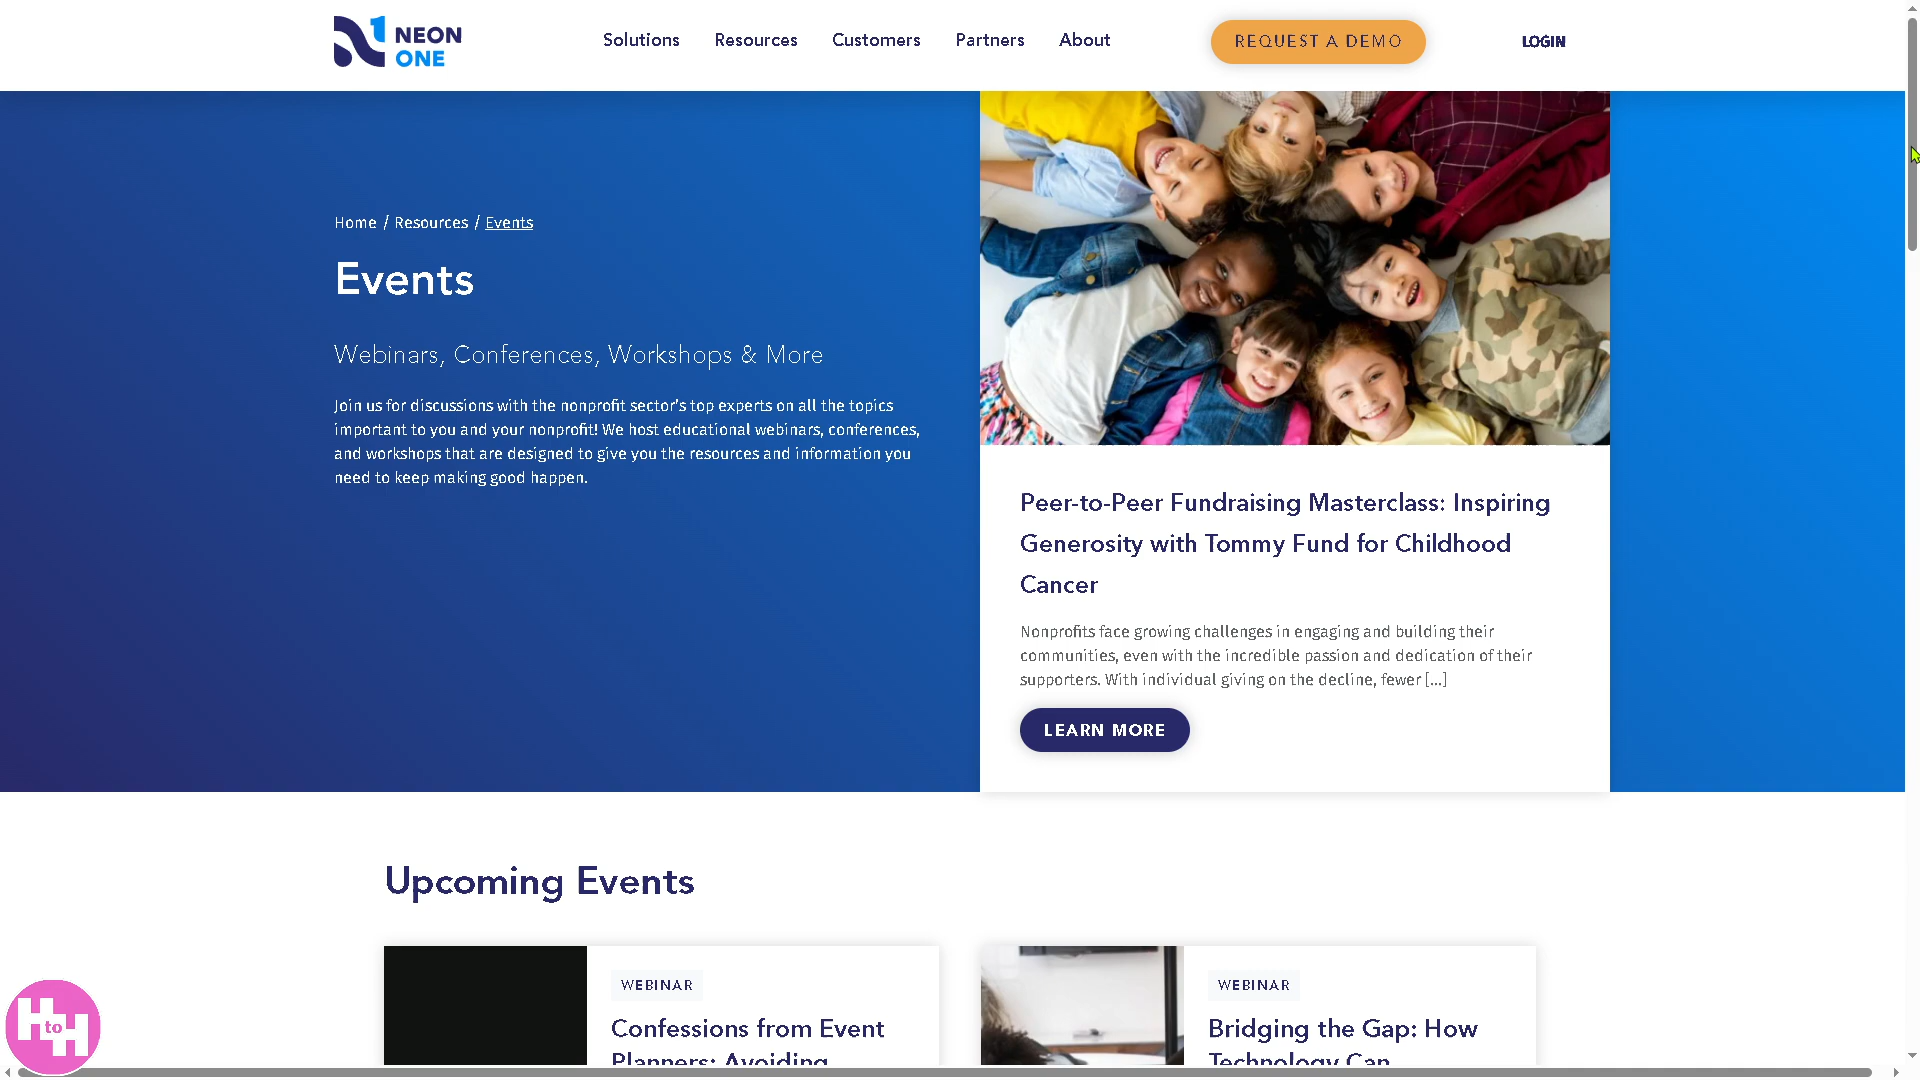 NEON
ONE
Solutions
Resources
Customers
Partners
About
REQUEST A DEMO
LOGIN
Home / Resources / Events
Events
Webinars, Conferences, Workshops & More
Join us for discussions with the nonprofit sector's top experts on all the topics
important to you and your nonprofit! We host educational webinars, conferences,
and workshops that are designed to give you the resources and information you
need to keep making good happen.
Peer-to-Peer Fundraising Masterclass: Inspiring
Generosity with Tommy Fund for Childhood
Cancer
Nonprofits face growing challenges in engaging and building their
communities, even with the incredible passion and dedication of their
supporters. With individual giving on the decline, fewer [...]
LEARN MORE
Upcoming Events
WEBINAR
Confessions from Event
Planners: Avoiding
WEBINAR
Bridging the Gap: How
Technology Can
H to H